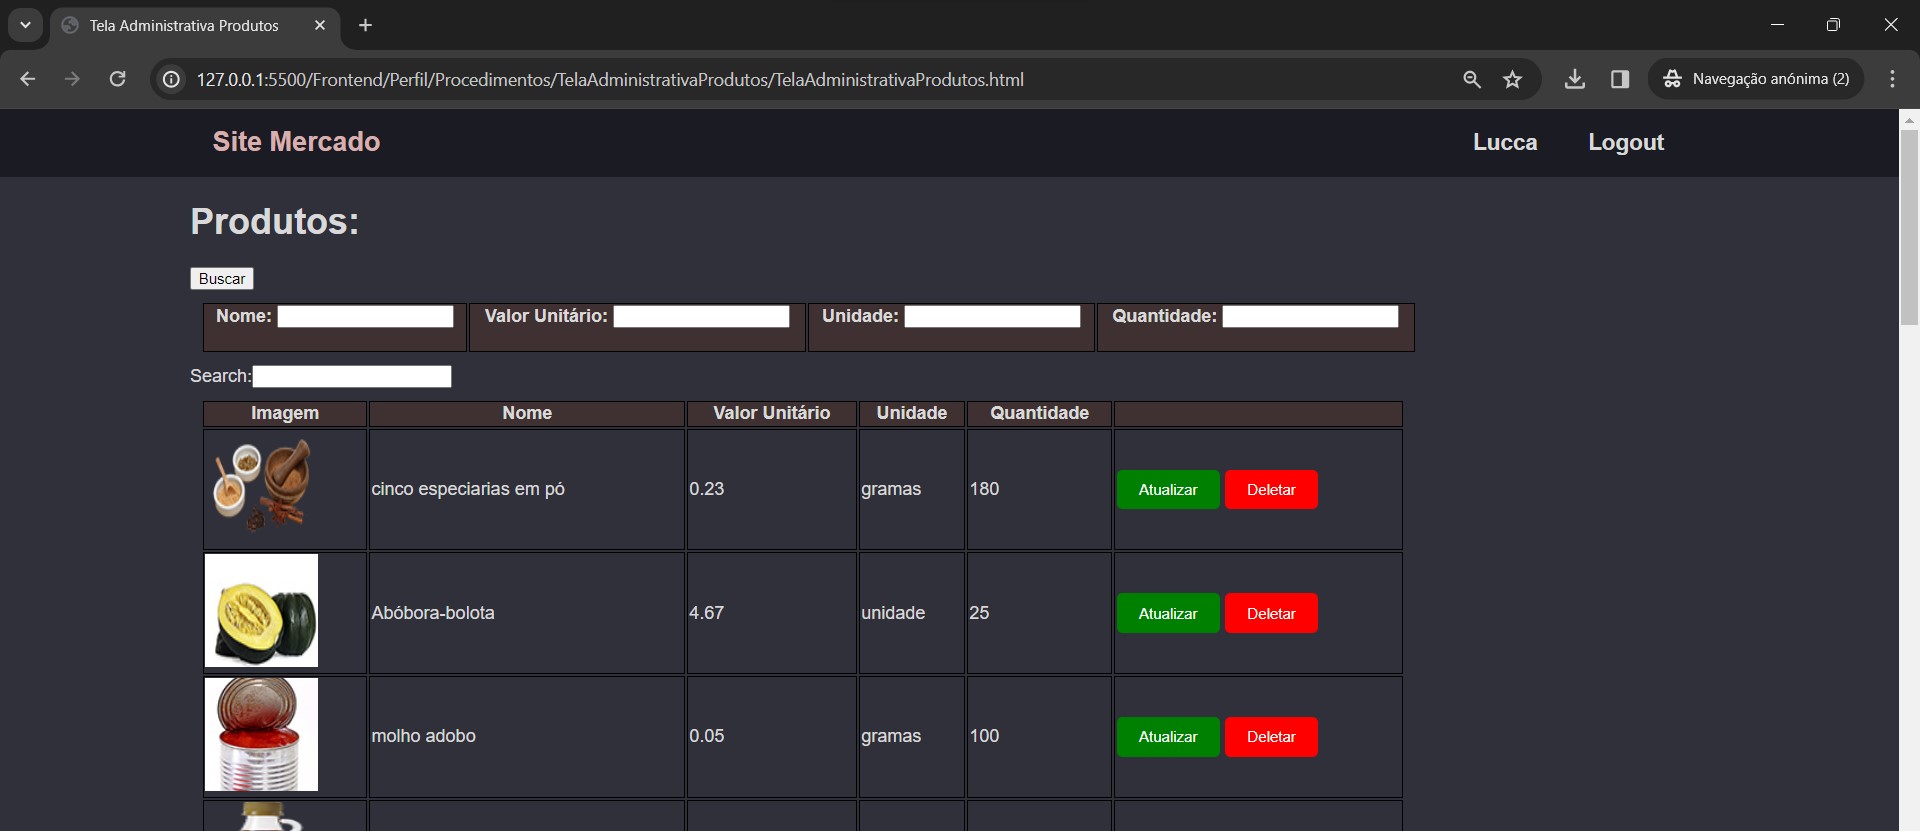 Tela Administrativa Produtos
127.0.0.1:5500/Frontend/Perfil/Procedimentos/TelaAdministrativaProdutos/TelaAdministrativaProdutos.html
Navegação anónima (2)
Site Mercado
Lucca
Logout
Produtos:
Buscar
Nome: Valor Unitário: Unidade: Quantidade:
Search:
Imagem Nome Valor Unitário Unidade Quantidade
cinco especiarias em pó 0.23 gramas 180 Atualizar Deletar
Abóbora-bolota 4.67 unidade 25 Atualizar Deletar
molho adobo 0.05 gramas 100 Atualizar Deletar